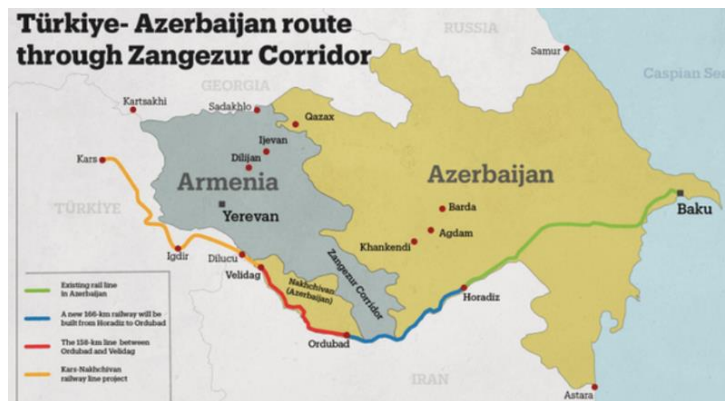 Türkiye- Azerbaijan route
through Zangezur Corridor
RUSSIA
Samur
Caspian Sea
GEORGIA
Kartsakhi
Sadakhlo
Qazax
Ijevan
Dilijan
Kars
Armenia
Azerbaijan
TÜRKİYE
Yerevan
Barda
Baku
Agdam
Khankendi
Igdir
Dilucu
Velidag
Zangezur Corridor
Nakhchivan
(Azerbaijan)
Horadiz
Ordubad
IRAN
Astara
Existing rail line
in Azerbaijan
A new 166-km railway will be
built from Horadiz to Ordubad
The 158-km line between
Ordubad and Velidag
Kars-Nakhchivan
railway line project